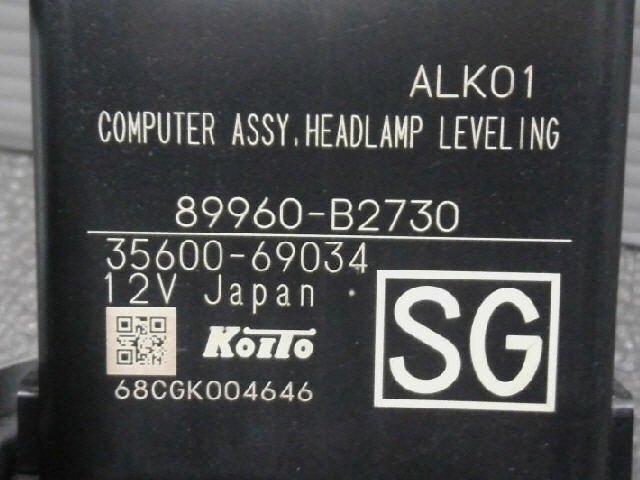 ALK01
COMPUTER ASSY,HEADLAMP LEVELING
89960-B2730
35600-69034
12V Japan
SG
KOITO
68CGK004646